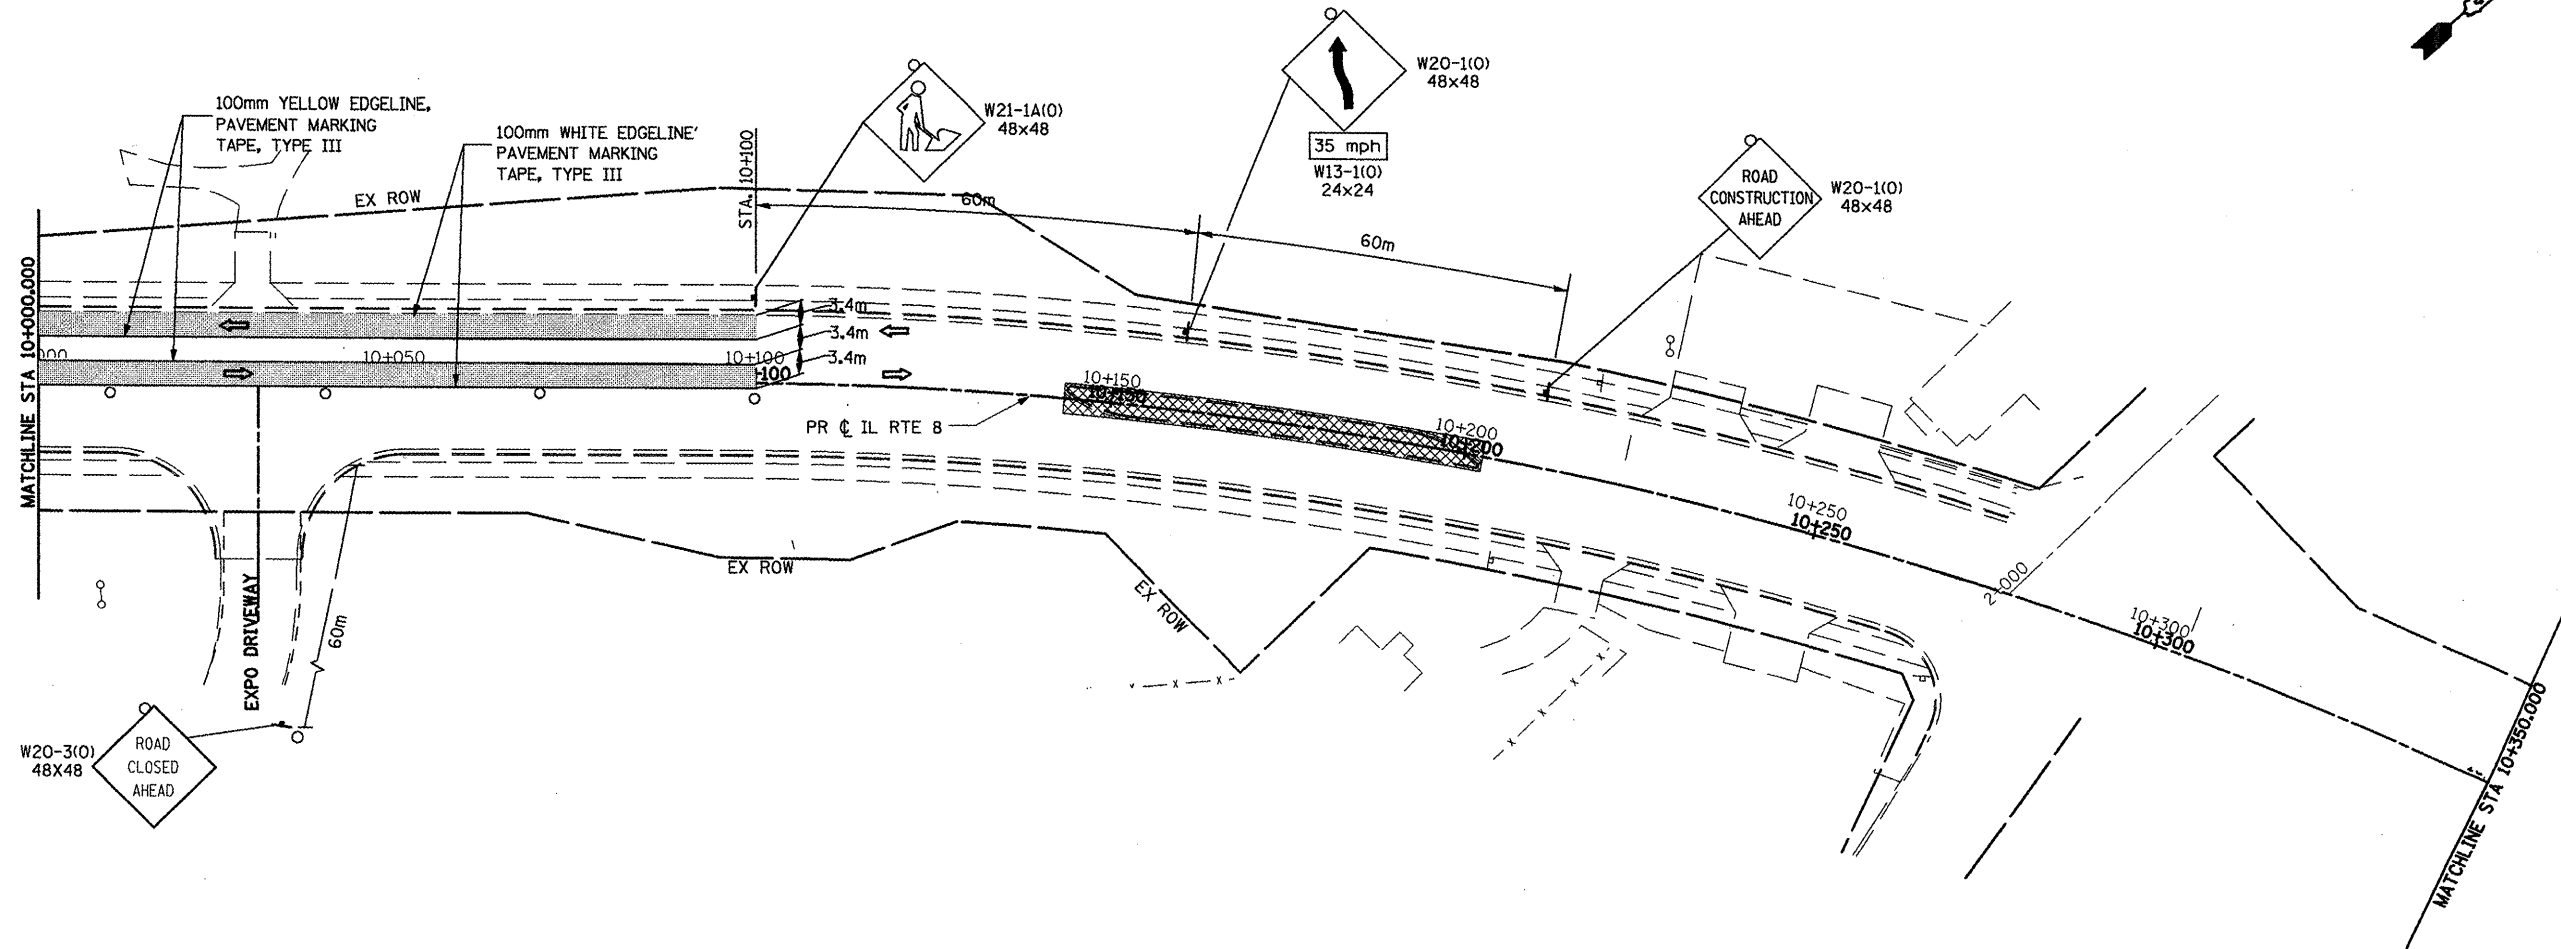 100mm YELLOW EDGELINE,
PAVEMENT MARKING
TAPE, TYPE III
100mm WHITE EDGELINE'
PAVEMENT MARKING
TAPE, TYPE III
EX ROW
STA. 10+100
W21-1A(O)
48x48
W20-1(O)
48x48
35 mph
W13-1(O)
24x24
ROAD
CONSTRUCTION
AHEAD
W20-1(O)
48x48
60m
60m
3.4m
3.4m
3.4m
MATCHLINE STA 10+000.000
10+050
10+100
PR ℄ IL RTE 8
10+150
10+150
10+200
10+200
10+250
10+250
10+300
10+300
EX ROW
EX ROW
EXPO DRIVEWAY
60m
W20-3(O)
48X48
ROAD
CLOSED
AHEAD
MATCHLINE STA 10+350.000